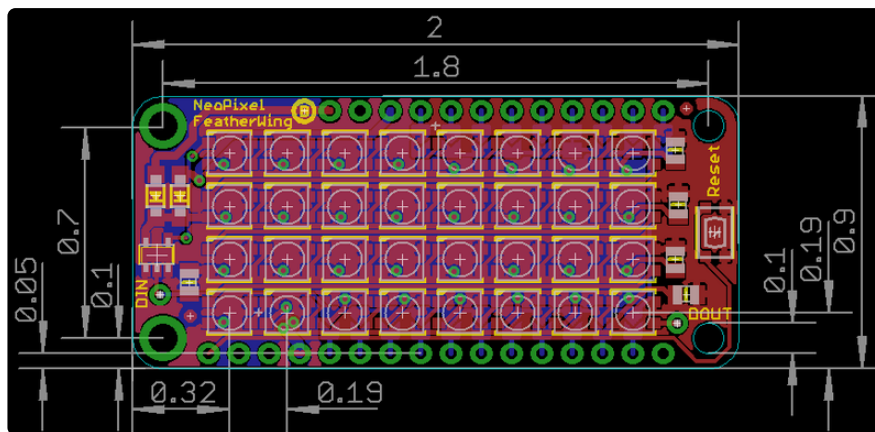 2
1.8
NeoPixel
FeatherWing
Reset
0.7
0.9
0.19
0.05
0.1
0.1
DIN
DOUT
0.32
0.19